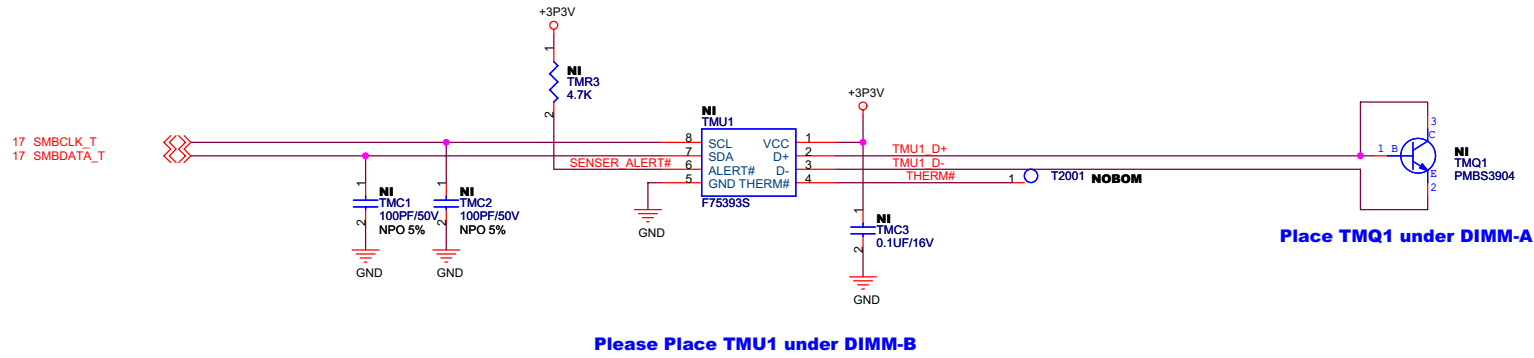 +3P3V
1
NI
TMR3
4.7K
2
+3P3V
17 SMBCLK_T
17 SMBDATA_T
NI
TMU1
8 SCL VCC 1
7 SDA D+ 2
6 ALERT# D- 3
5 GND THERM# 4
F75393S
SENSER_ALERT#
TMU1_D+
TMU1_D-
THERM#
1
T2001
NOBOM
3
C
1 B
E
2
NI
TMQ1
PMBS3904
1
NI
TMC1
100PF/50V
2
NPO 5%
GND
1
NI
TMC2
100PF/50V
2
NPO 5%
GND
GND
1
NI
TMC3
0.1UF/16V
2
GND
Place TMQ1 under DIMM-A
Please Place TMU1 under DIMM-B